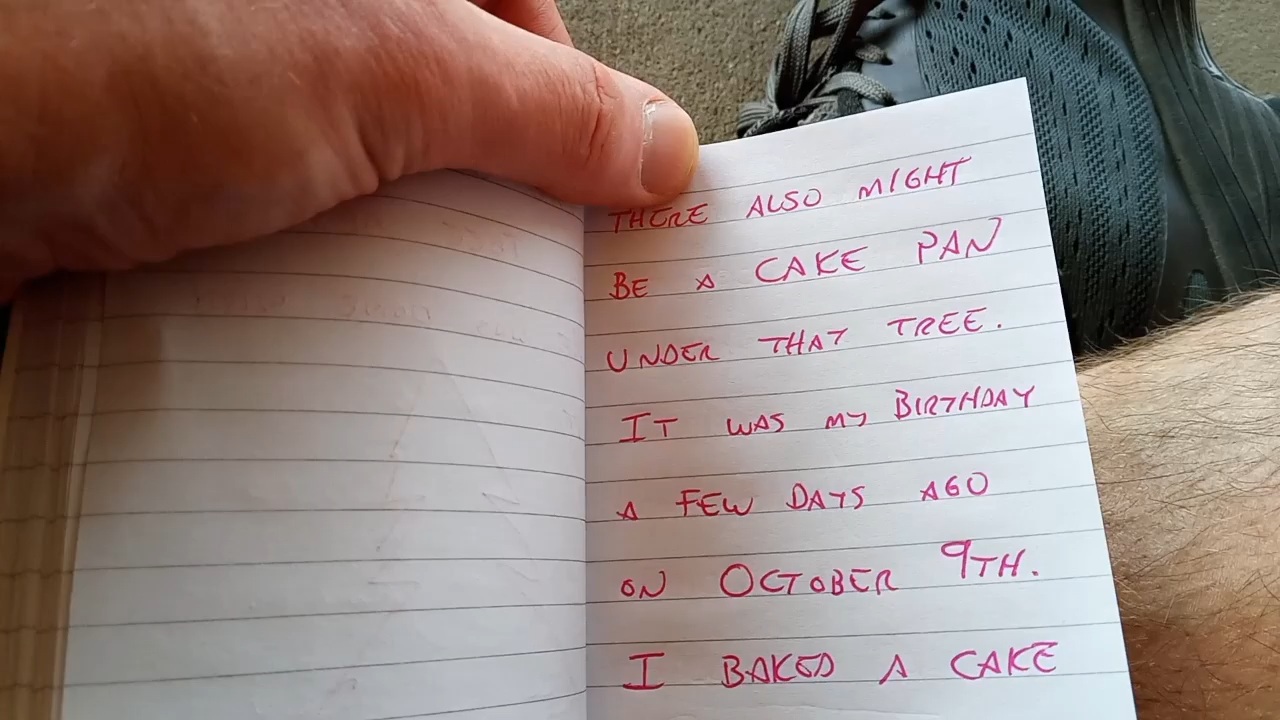 THERE ALSO MIGHT
BE A CAKE PAN
UNDER THAT TREE.
IT WAS MY BIRTHDAY
A FEW DAYS AGO
ON OCTOBER 9TH.
I BAKED A CAKE